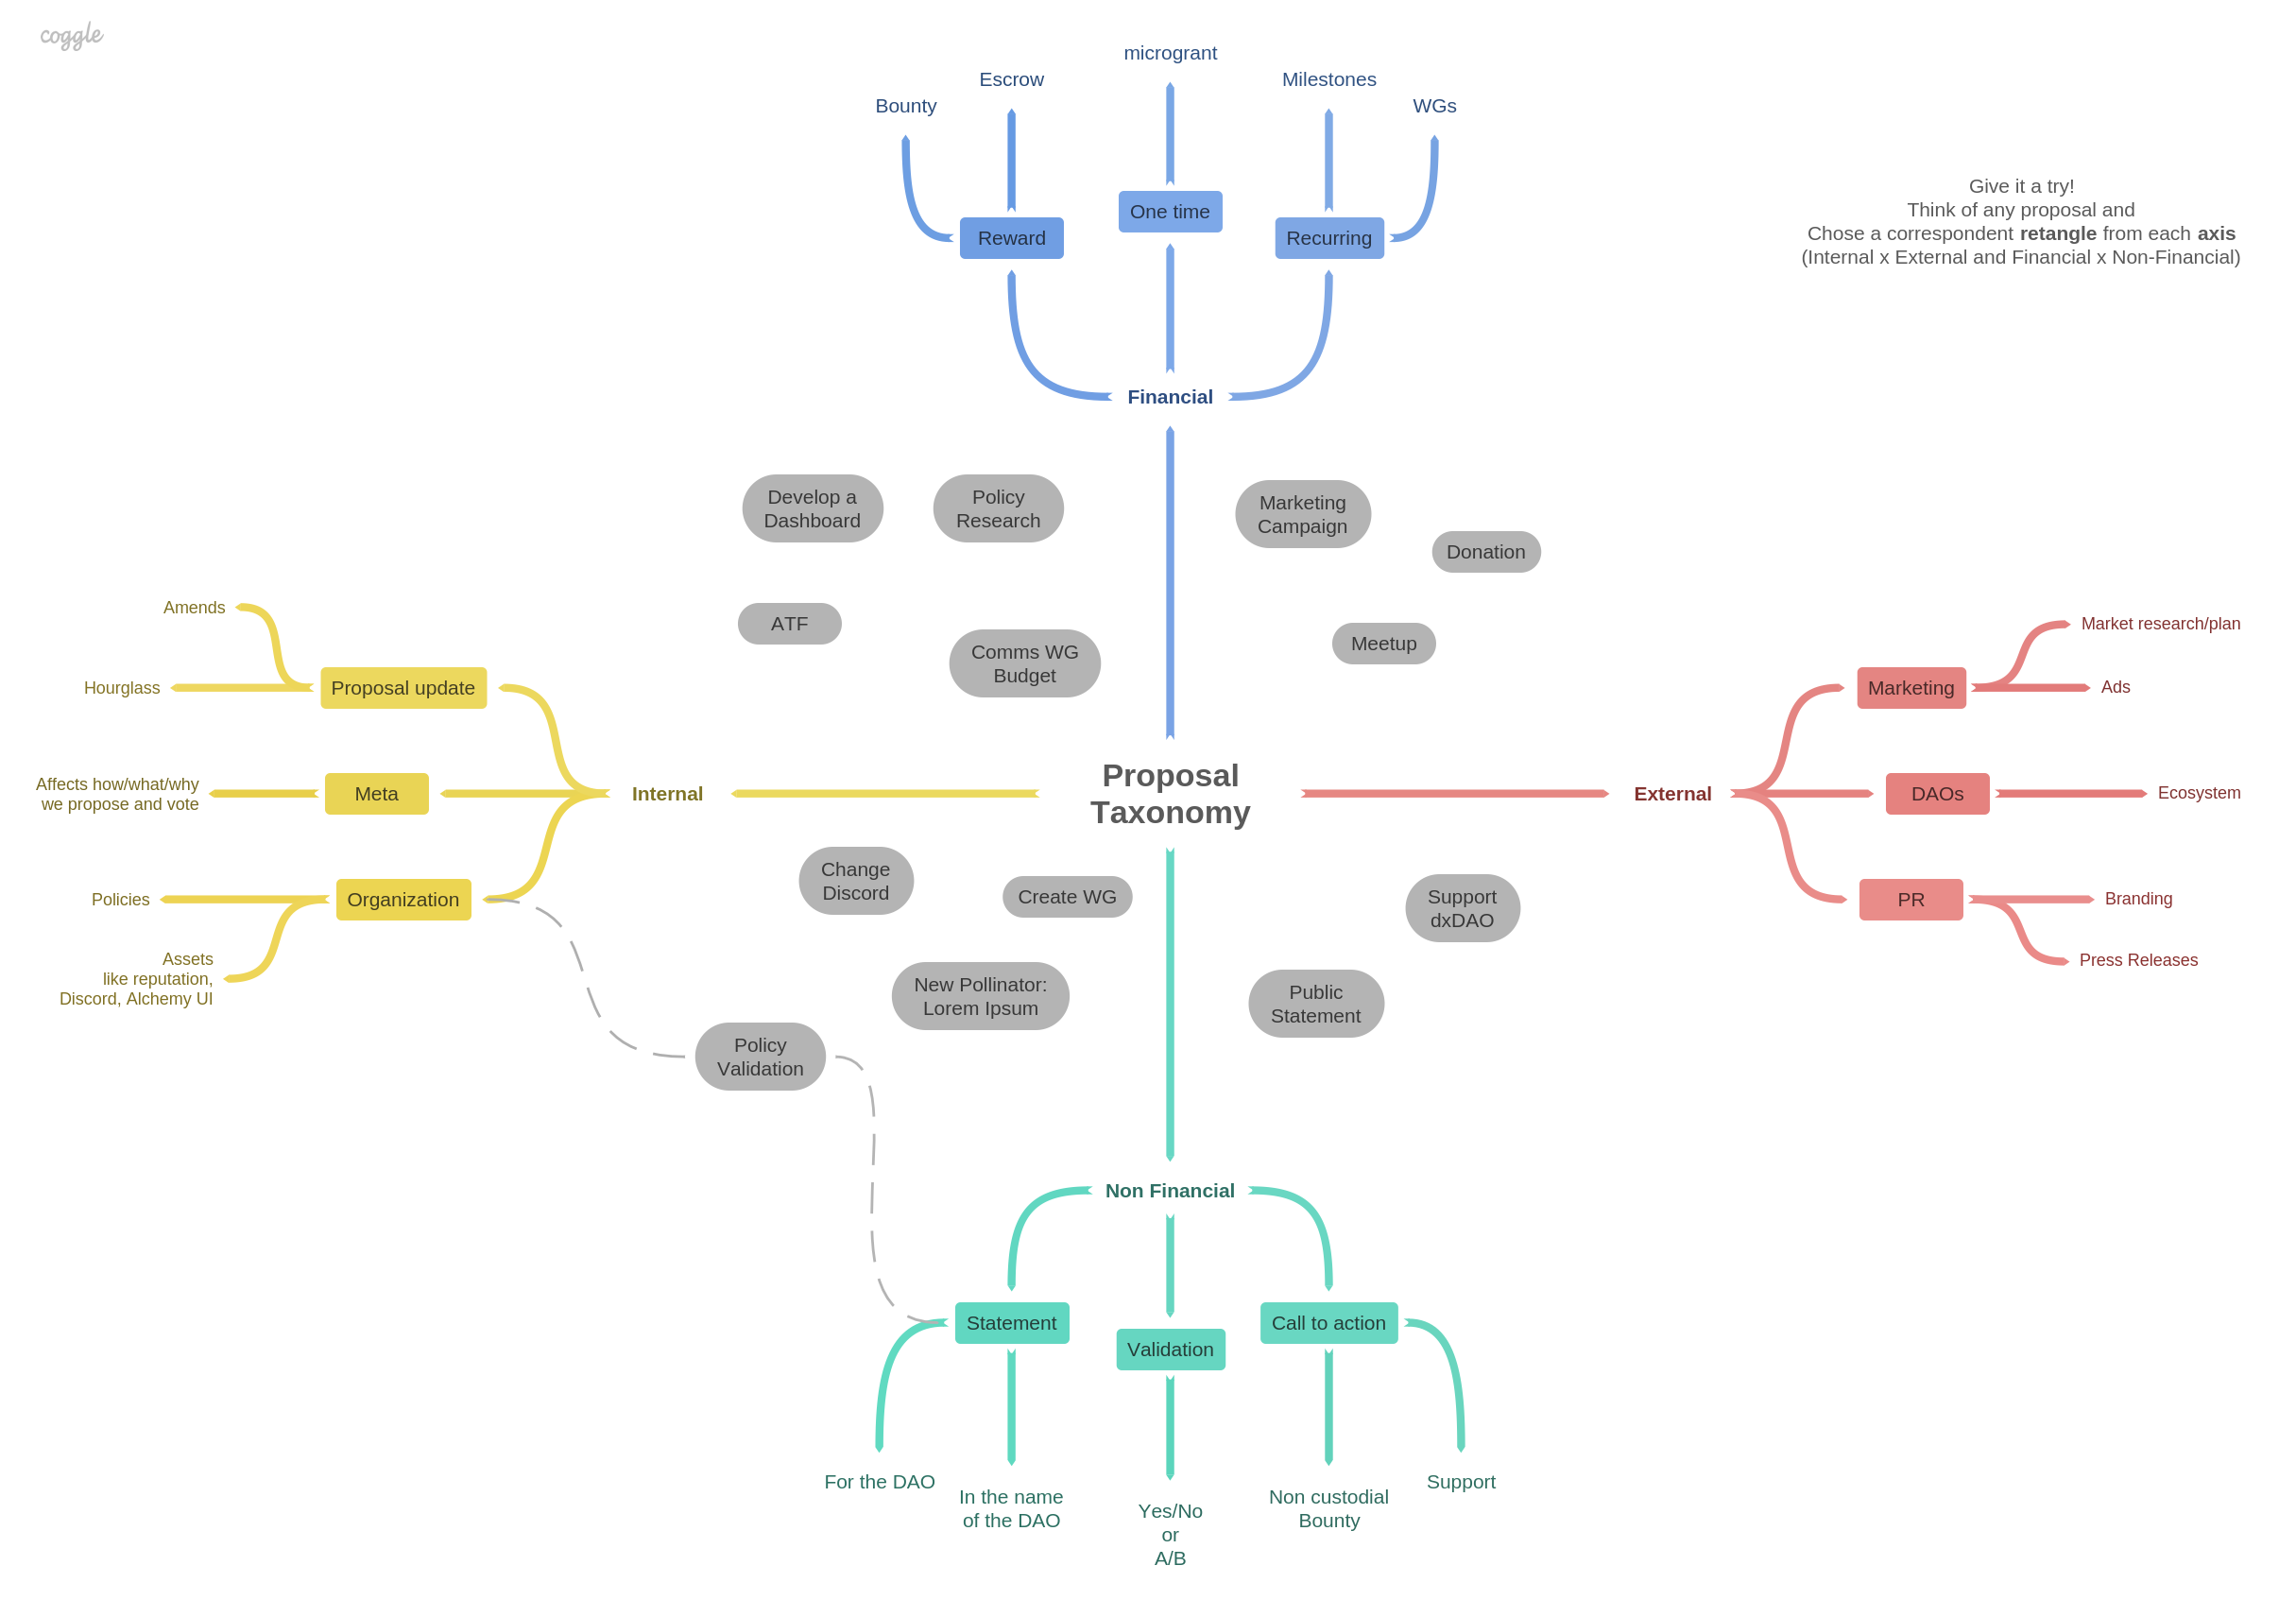 coggle
microgrant
Escrow
Milestones
Bounty
WGs
One time
Reward
Recurring
Give it a try!
Think of any proposal and
Chose a correspondent retangle from each axis
(Internal x External and Financial x Non-Financial)
Financial
Develop a
Dashboard
Policy
Research
Marketing
Campaign
Donation
ATF
Comms WG
Budget
Meetup
Amends
Hourglass
Proposal update
Affects how/what/why
we propose and vote
Meta
Internal
Policies
Organization
Assets
like reputation,
Discord, Alchemy UI
Proposal
Taxonomy
External
Marketing
Market research/plan
Ads
DAOs
Ecosystem
PR
Branding
Press Releases
Change
Discord
Create WG
Support
dxDAO
New Pollinator:
Lorem Ipsum
Public
Statement
Policy
Validation
Non Financial
Statement
Validation
Call to action
For the DAO
In the name
of the DAO
Yes/No
or
A/B
Non custodial
Bounty
Support